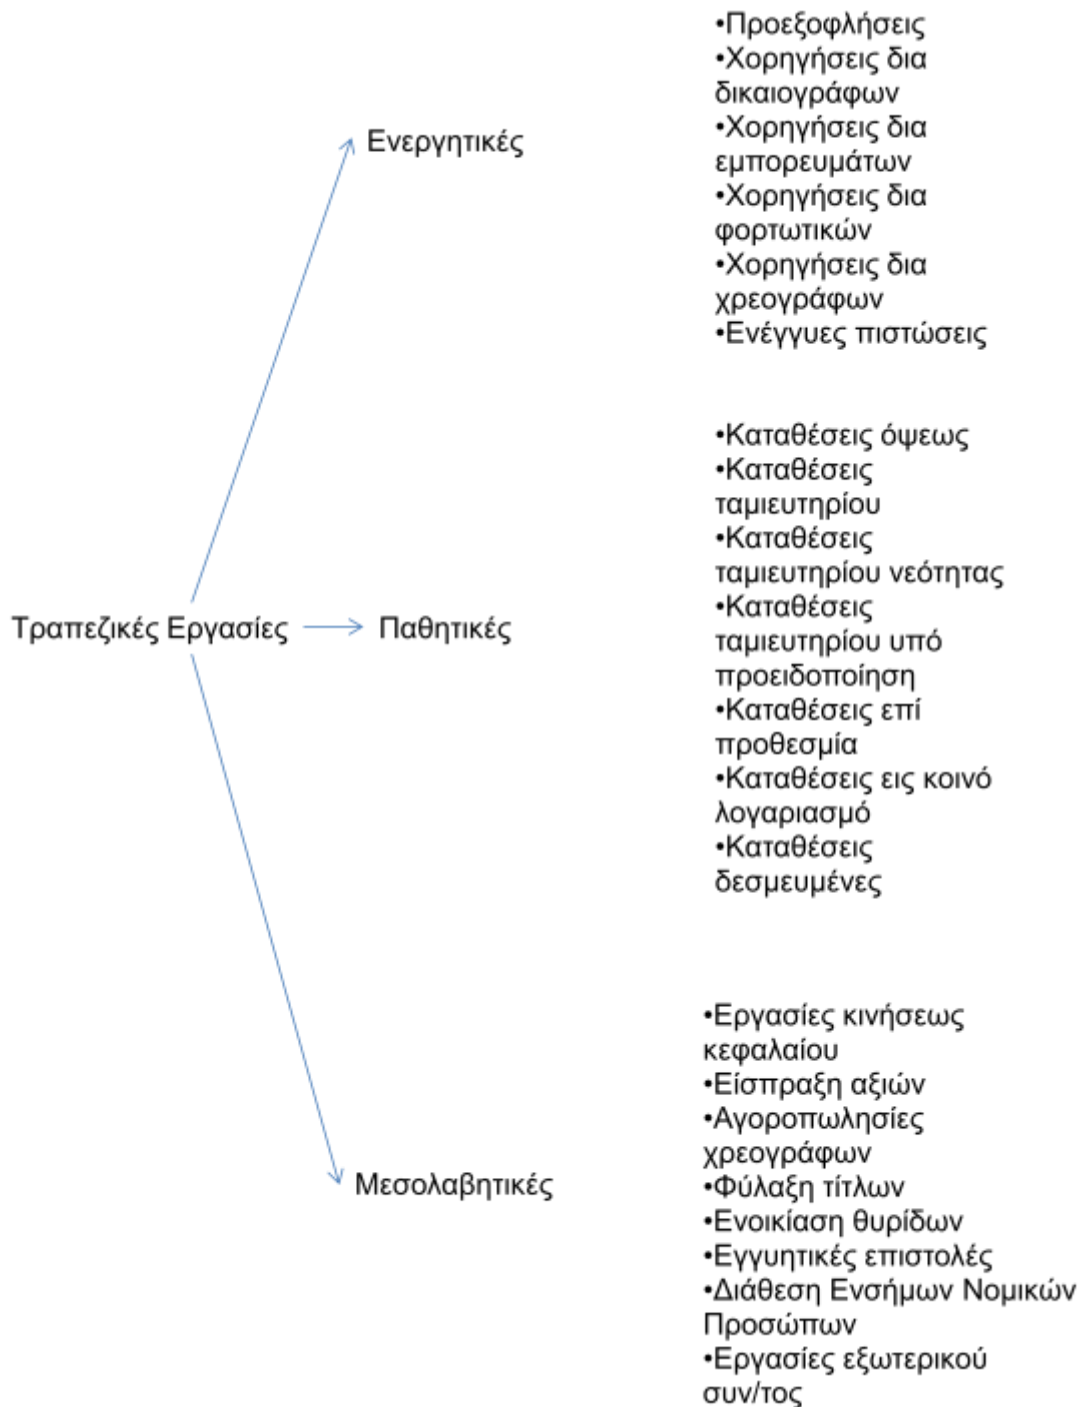 •Προεξοφλήσεις
•Χορηγήσεις δια
δικαιογράφων
•Χορηγήσεις δια
εμπορευμάτων
•Χορηγήσεις δια
φορτωτικών
•Χορηγήσεις δια
χρεογράφων
•Ενέγγυες πιστώσεις
Ενεργητικές
•Καταθέσεις όψεως
•Καταθέσεις
ταμιευτηρίου
•Καταθέσεις
ταμιευτηρίου νεότητας
•Καταθέσεις
ταμιευτηρίου υπό
προειδοποίηση
•Καταθέσεις επί
προθεσμία
•Καταθέσεις εις κοινό
λογαριασμό
•Καταθέσεις
δεσμευμένες
Τραπεζικές Εργασίες
Παθητικές
•Εργασίες κινήσεως
κεφαλαίου
•Είσπραξη αξιών
•Αγοροπωλησίες
χρεογράφων
•Φύλαξη τίτλων
•Ενοικίαση θυρίδων
•Εγγυητικές επιστολές
•Διάθεση Ενσήμων Νομικών
Προσώπων
•Εργασίες εξωτερικού
συν/τος
Μεσολαβητικές